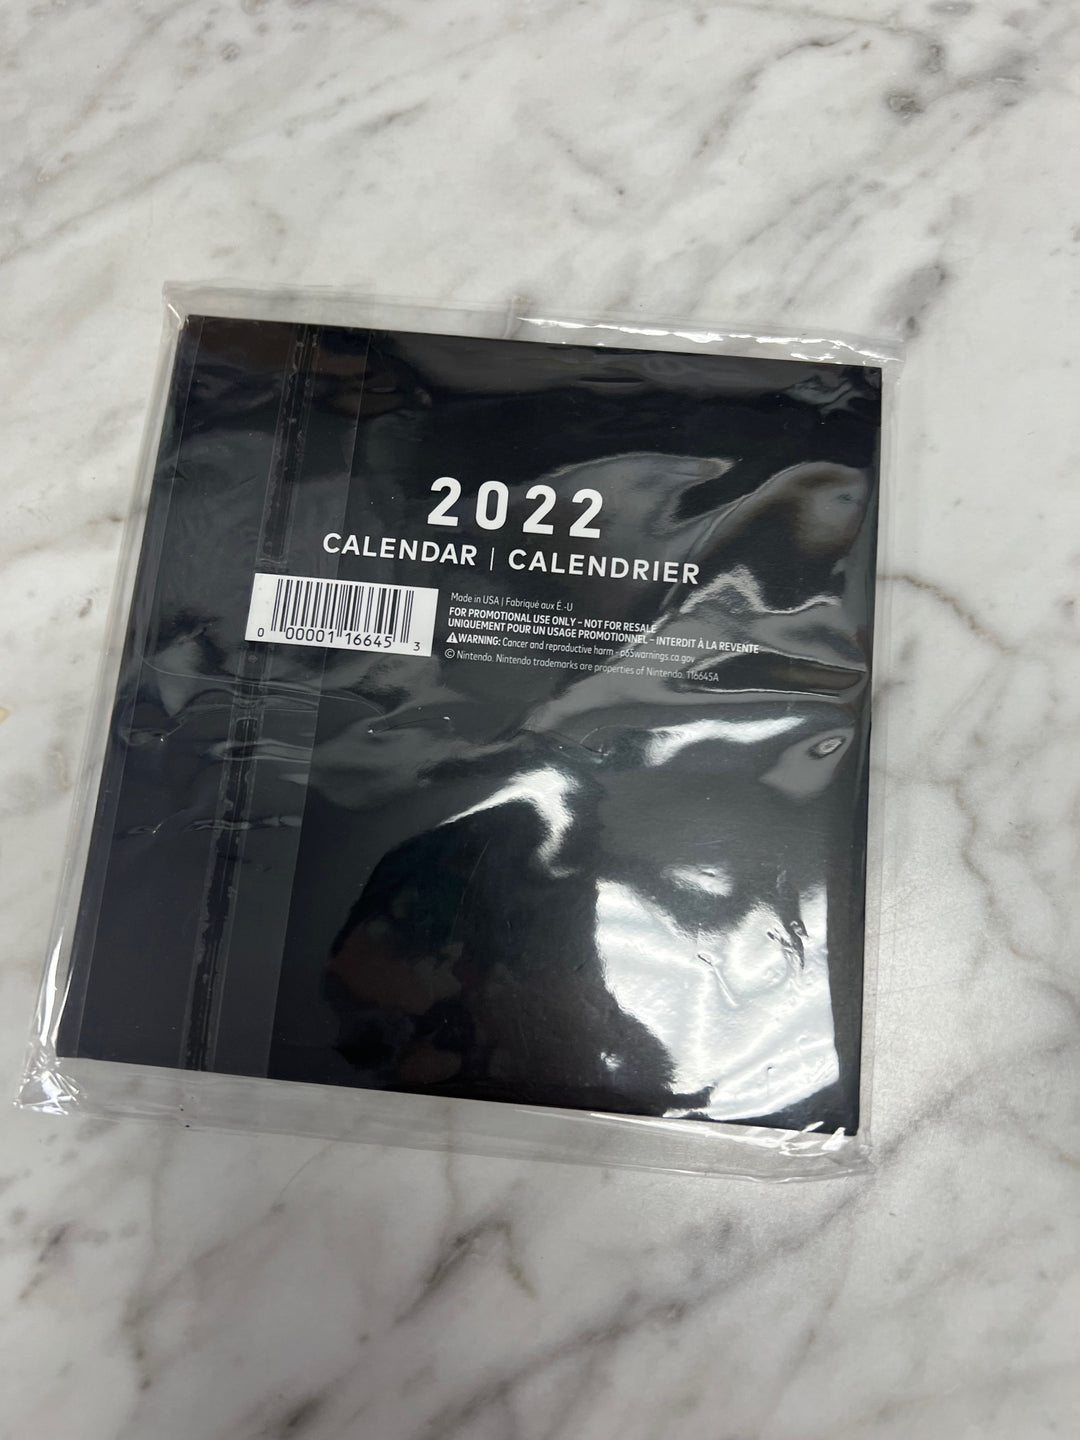 2022
CALENDAR | CALENDRIER
0 00001 16645 3
Made in USA | Fabriqué aux É.-U
FOR PROMOTIONAL USE ONLY – NOT FOR RESALE
UNIQUEMENT POUR UN USAGE PROMOTIONNEL – INTERDIT À LA REVENTE
⚠WARNING: Cancer and reproductive harm - p65warnings.ca.gov
© Nintendo. Nintendo trademarks are properties of Nintendo. 116645A